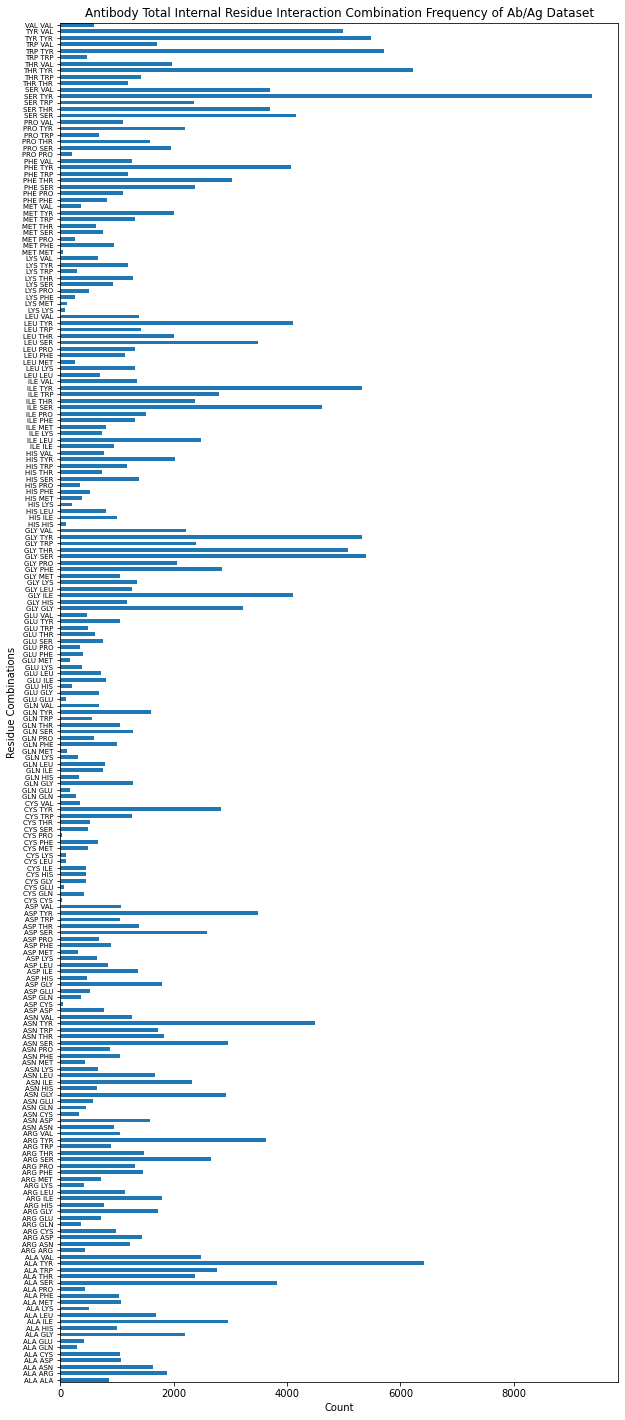 Antibody Total Internal Residue Interaction Combination Frequency of Ab/Ag Dataset
VAL VAL
TYR VAL
TYR TYR
TRP VAL
TRP TYR
TRP TRP
THR VAL
THR TYR
THR TRP
THR THR
SER VAL
SER TYR
SER TRP
SER THR
SER SER
PRO VAL
PRO TYR
PRO TRP
PRO THR
PRO SER
PRO PRO
PHE VAL
PHE TYR
PHE TRP
PHE THR
PHE SER
PHE PRO
PHE PHE
MET VAL
MET TYR
MET TRP
MET THR
MET SER
MET PRO
MET PHE
MET MET
LYS VAL
LYS TYR
LYS TRP
LYS THR
LYS SER
LYS PRO
LYS PHE
LYS MET
LYS LYS
LEU VAL
LEU TYR
LEU TRP
LEU THR
LEU SER
LEU PRO
LEU PHE
LEU MET
LEU LYS
LEU LEU
ILE VAL
ILE TYR
ILE TRP
ILE THR
ILE SER
ILE PRO
ILE PHE
ILE MET
ILE LYS
ILE LEU
ILE ILE
HIS VAL
HIS TYR
HIS TRP
HIS THR
HIS SER
HIS PRO
HIS PHE
HIS MET
HIS LYS
HIS LEU
HIS ILE
HIS HIS
GLY VAL
GLY TYR
GLY TRP
GLY THR
GLY SER
GLY PRO
GLY PHE
GLY MET
GLY LYS
GLY LEU
GLY ILE
GLY HIS
GLY GLY
GLU VAL
GLU TYR
GLU TRP
GLU THR
GLU SER
GLU PRO
GLU PHE
GLU MET
GLU LYS
GLU LEU
GLU ILE
GLU HIS
GLU GLY
GLU GLU
GLN VAL
GLN TYR
GLN TRP
GLN THR
GLN SER
GLN PRO
GLN PHE
GLN MET
GLN LYS
GLN LEU
GLN ILE
GLN HIS
GLN GLY
GLN GLU
GLN GLN
CYS VAL
CYS TYR
CYS TRP
CYS THR
CYS SER
CYS PRO
CYS PHE
CYS MET
CYS LYS
CYS LEU
CYS ILE
CYS HIS
CYS GLY
CYS GLU
CYS GLN
CYS CYS
ASP VAL
ASP TYR
ASP TRP
ASP THR
ASP SER
ASP PRO
ASP PHE
ASP MET
ASP LYS
ASP LEU
ASP ILE
ASP HIS
ASP GLY
ASP GLU
ASP GLN
ASP CYS
ASP ASP
ASN VAL
ASN TYR
ASN TRP
ASN THR
ASN SER
ASN PRO
ASN PHE
ASN MET
ASN LYS
ASN LEU
ASN ILE
ASN HIS
ASN GLY
ASN GLU
ASN GLN
ASN CYS
ASN ASP
ASN ASN
ARG VAL
ARG TYR
ARG TRP
ARG THR
ARG SER
ARG PRO
ARG PHE
ARG MET
ARG LYS
ARG LEU
ARG ILE
ARG HIS
ARG GLY
ARG GLU
ARG GLN
ARG CYS
ARG ASP
ARG ASN
ARG ARG
ALA VAL
ALA TYR
ALA TRP
ALA THR
ALA SER
ALA PRO
ALA PHE
ALA MET
ALA LYS
ALA LEU
ALA ILE
ALA HIS
ALA GLY
ALA GLU
ALA GLN
ALA CYS
ALA ASP
ALA ASN
ALA ARG
ALA ALA
Residue Combinations
0 2000 4000 6000 8000
Count